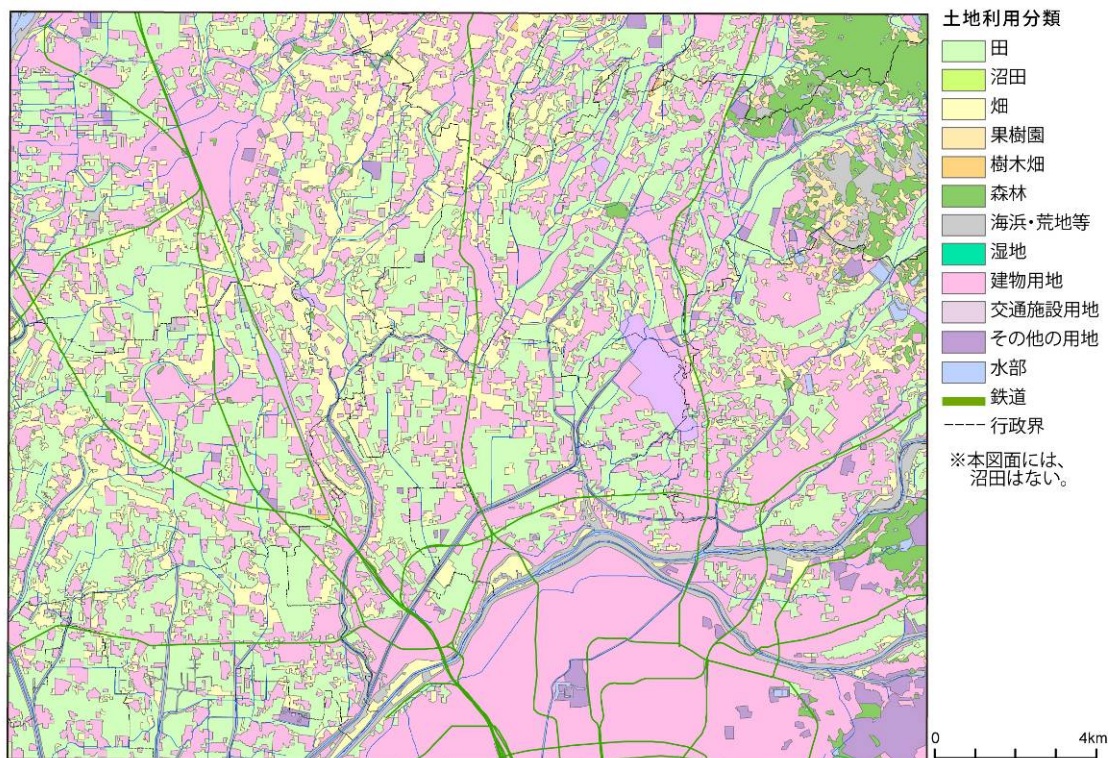 土地利用分類
田
沼田
畑
果樹園
樹木畑
森林
海浜・荒地等
湿地
建物用地
交通施設用地
その他の用地
水部
鉄道
行政界
※本図面には、
沼田はない。
0 4km